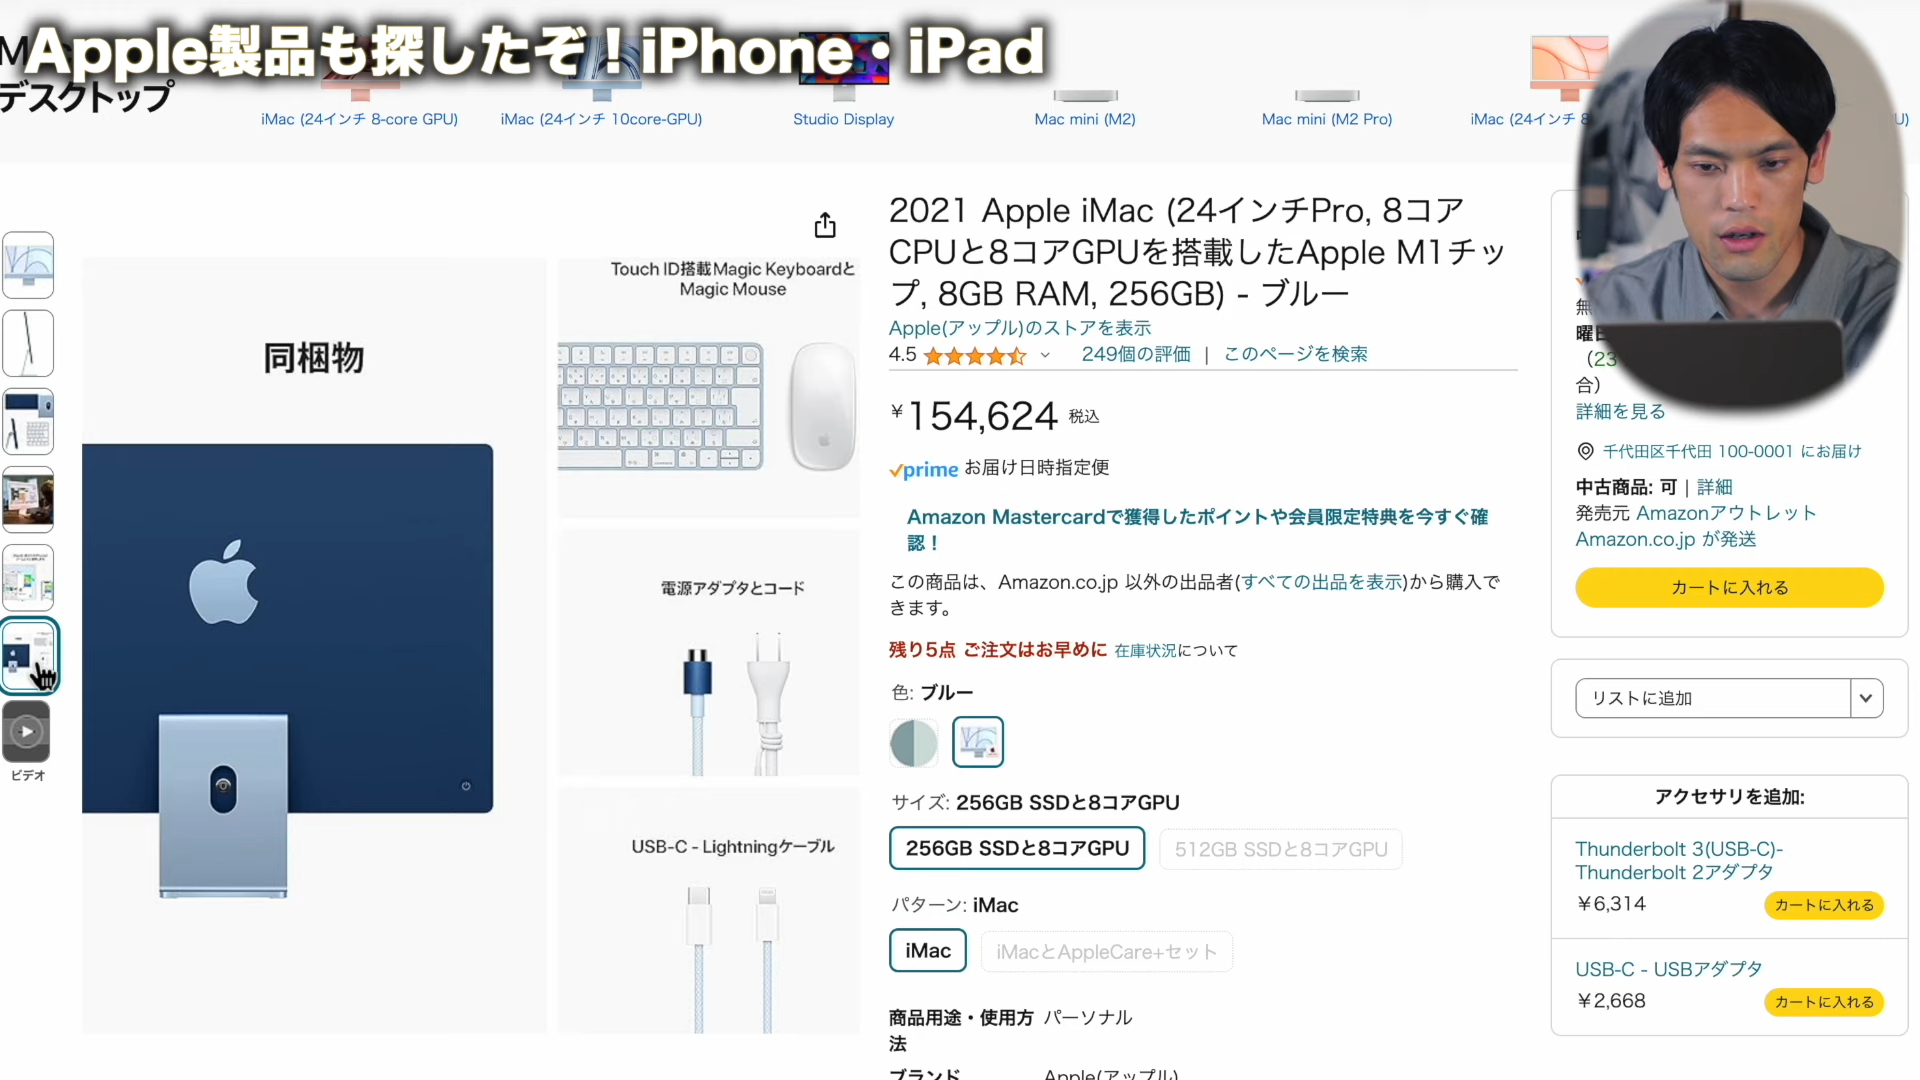 Apple製品も探したぞ！iPhone・iPad
デスクトップ
iMac (24インチ 8-core GPU)
iMac (24インチ 10core-GPU)
Studio Display
Mac mini (M2)
Mac mini (M2 Pro)
iMac (24インチ 8
U)
同梱物
Touch ID搭載Magic Keyboardと
Magic Mouse
電源アダプタとコード
USB-C - Lightningケーブル
ビデオ
2021 Apple iMac (24インチPro, 8コア
CPUと8コアGPUを搭載したApple M1チッ
プ, 8GB RAM, 256GB) - ブルー
Apple(アップル)のストアを表示
4.5 249個の評価 | このページを検索
¥154,624 税込
prime お届け日時指定便
Amazon Mastercardで獲得したポイントや会員限定特典を今すぐ確
認！
この商品は、Amazon.co.jp 以外の出品者(すべての出品を表示)から購入で
きます。
残り5点 ご注文はお早めに 在庫状況について
色: ブルー
サイズ: 256GB SSDと8コアGPU
256GB SSDと8コアGPU
512GB SSDと8コアGPU
パターン: iMac
iMac
iMacとAppleCare+セット
商品用途・使用方 パーソナル
法
ブランド Apple(アップル)
無
曜日
（23
合）
詳細を見る
千代田区千代田 100-0001 にお届け
中古商品: 可 | 詳細
発売元 Amazonアウトレット
Amazon.co.jp が発送
カートに入れる
リストに追加
アクセサリを追加:
Thunderbolt 3(USB-C)-
Thunderbolt 2アダプタ
¥6,314
カートに入れる
USB-C - USBアダプタ
¥2,668
カートに入れる